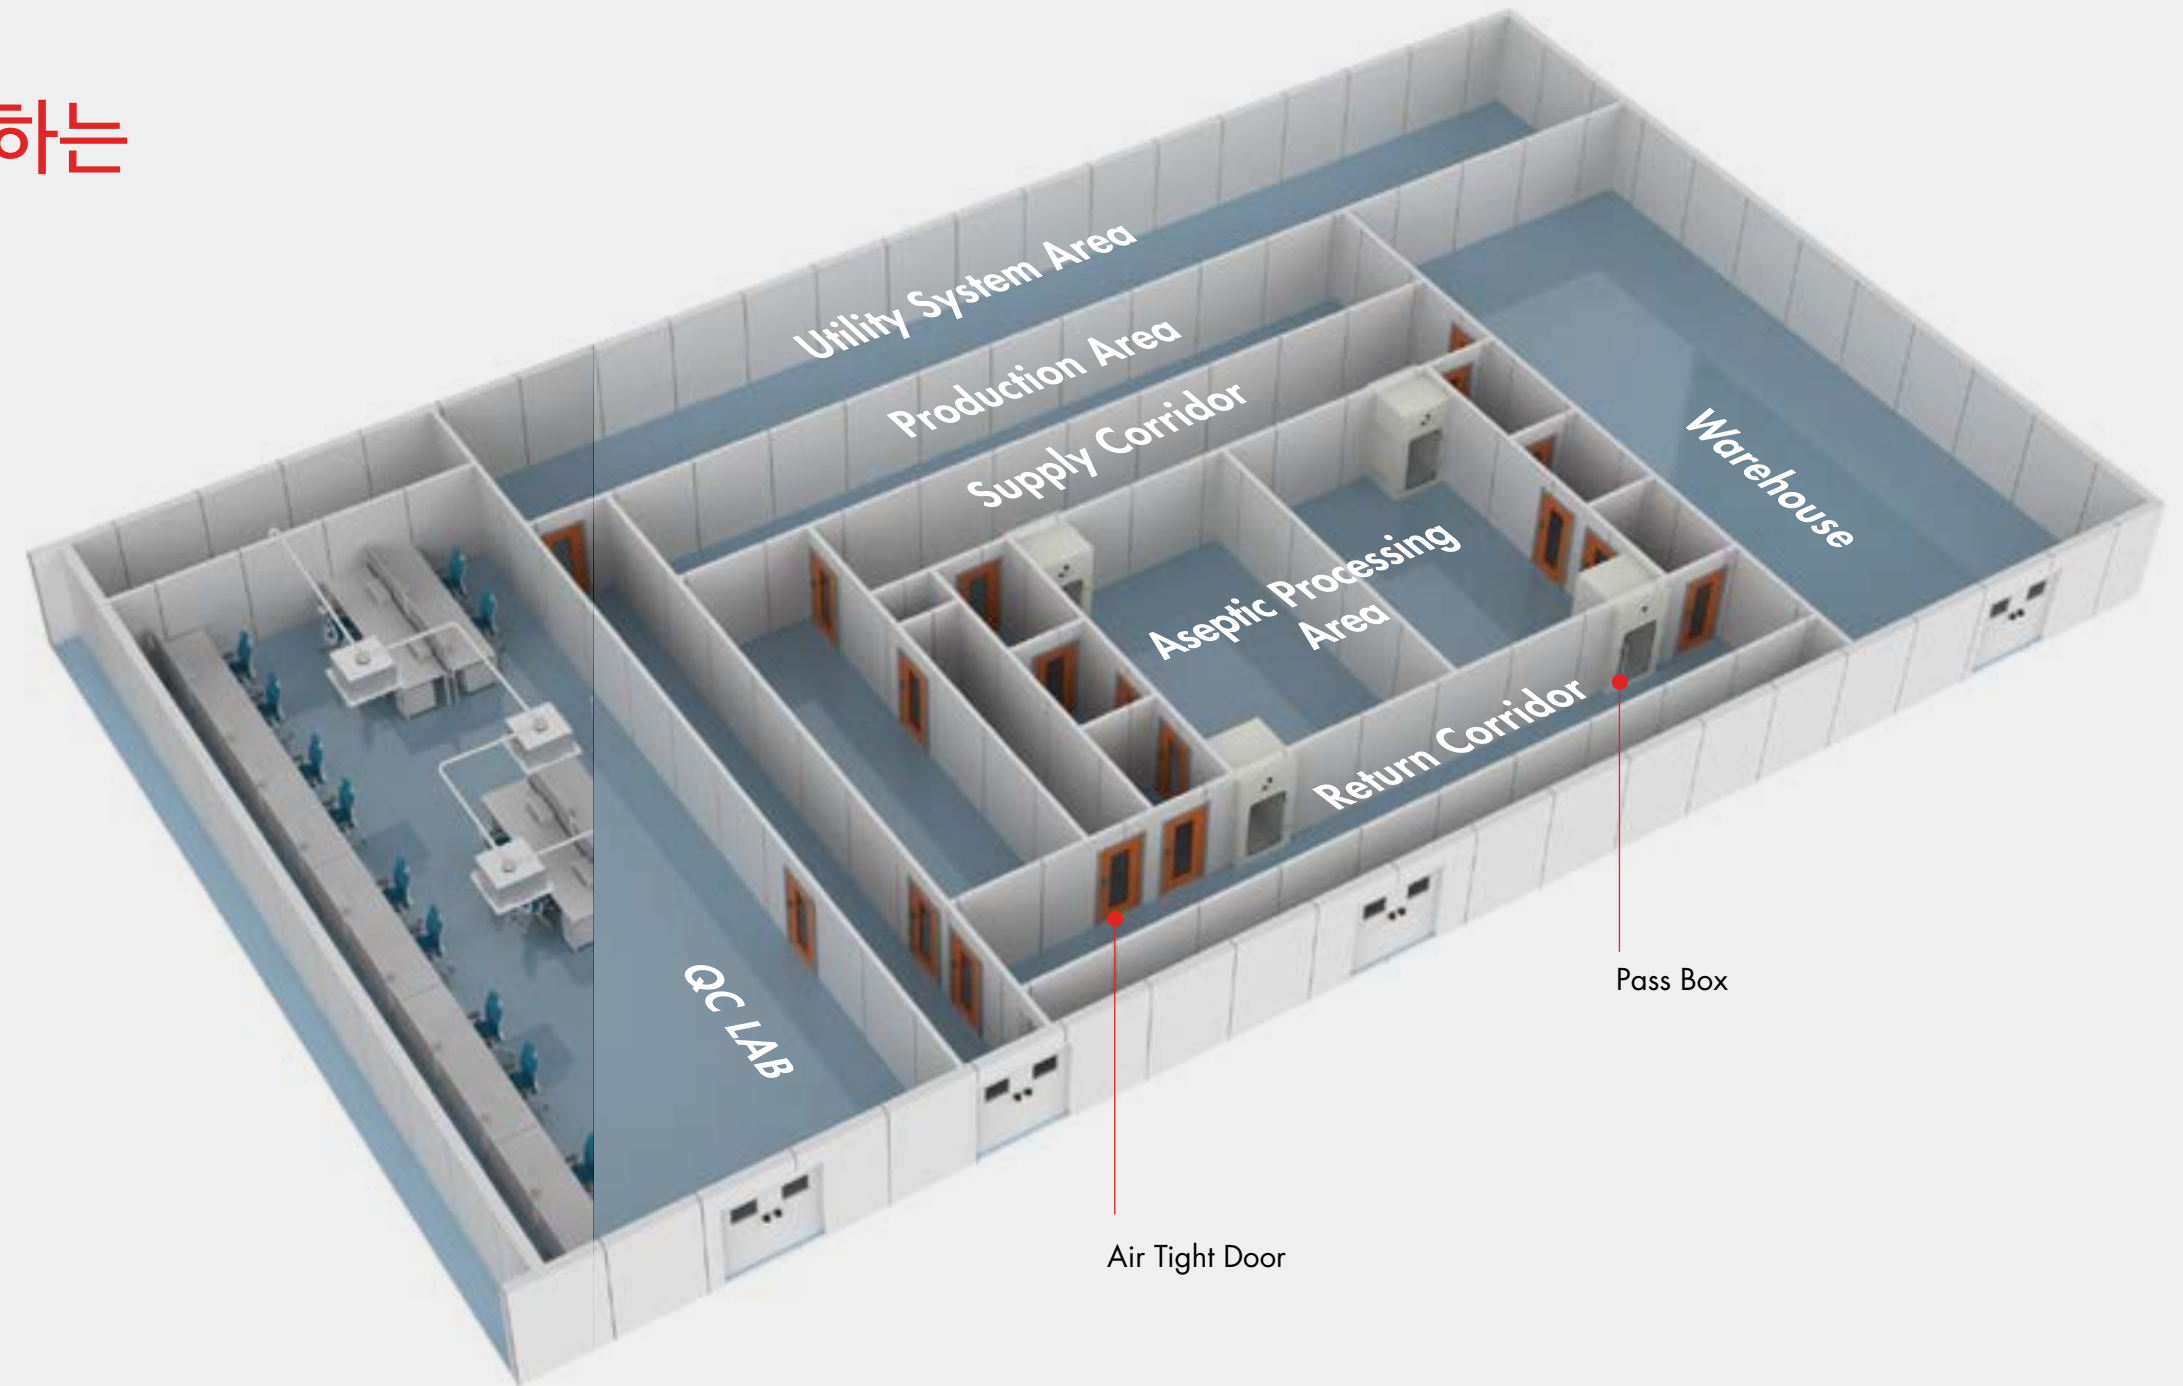 하는
Utility System Area
Production Area
Supply Corridor
Warehouse
Aseptic Processing
Area
Return Corridor
QC LAB
Pass Box
Air Tight Door